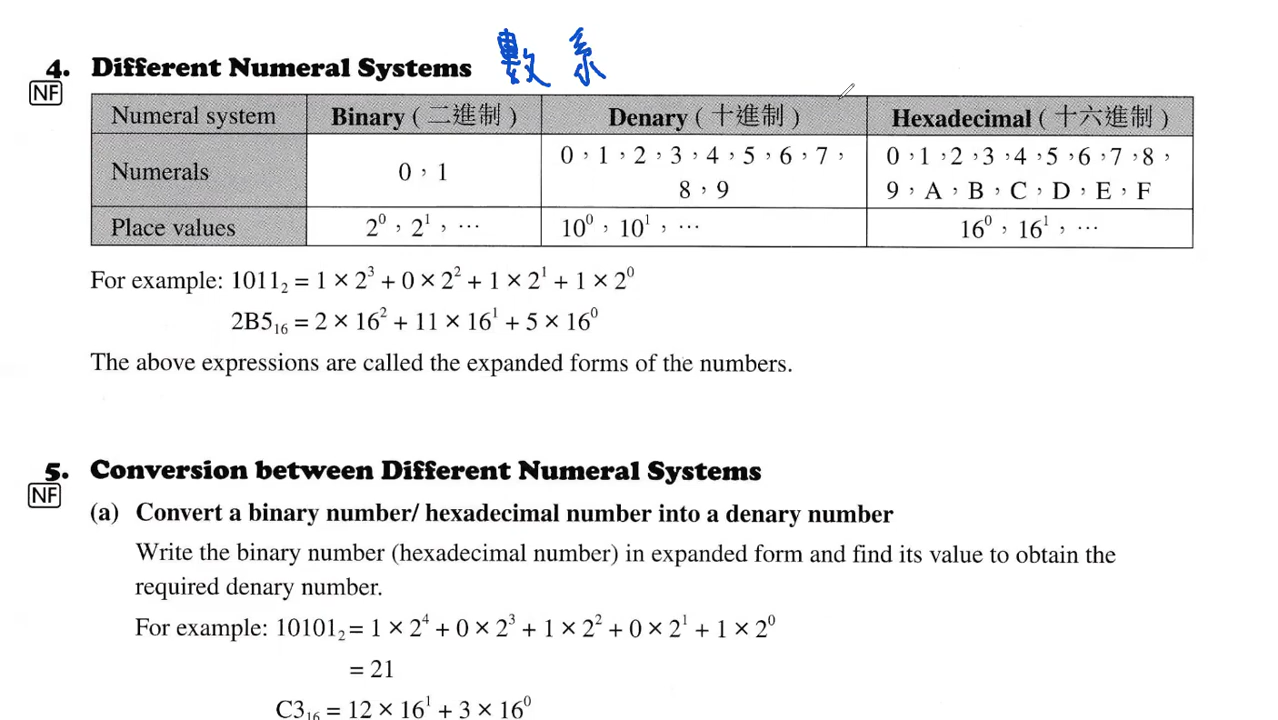 4. Different Numeral Systems 數系
NF
Numeral system Binary (二進制) Denary (十進制) Hexadecimal (十六進制)
Numerals 0,1 0,1,2,3,4,5,6,7,8,9 0,1,2,3,4,5,6,7,8,9,A,B,C,D,E,F
Place values 2⁰,2¹,⋯ 10⁰,10¹,⋯ 16⁰,16¹,⋯
For example: 1011₂ = 1 × 2³ + 0 × 2² + 1 × 2¹ + 1 × 2⁰
2B5₁₆ = 2 × 16² + 11 × 16¹ + 5 × 16⁰
The above expressions are called the expanded forms of the numbers.
5. Conversion between Different Numeral Systems
NF
(a) Convert a binary number/ hexadecimal number into a denary number
Write the binary number (hexadecimal number) in expanded form and find its value to obtain the
required denary number.
For example: 10101₂ = 1 × 2⁴ + 0 × 2³ + 1 × 2² + 0 × 2¹ + 1 × 2⁰
= 21
C3₁₆ = 12 × 16¹ + 3 × 16⁰